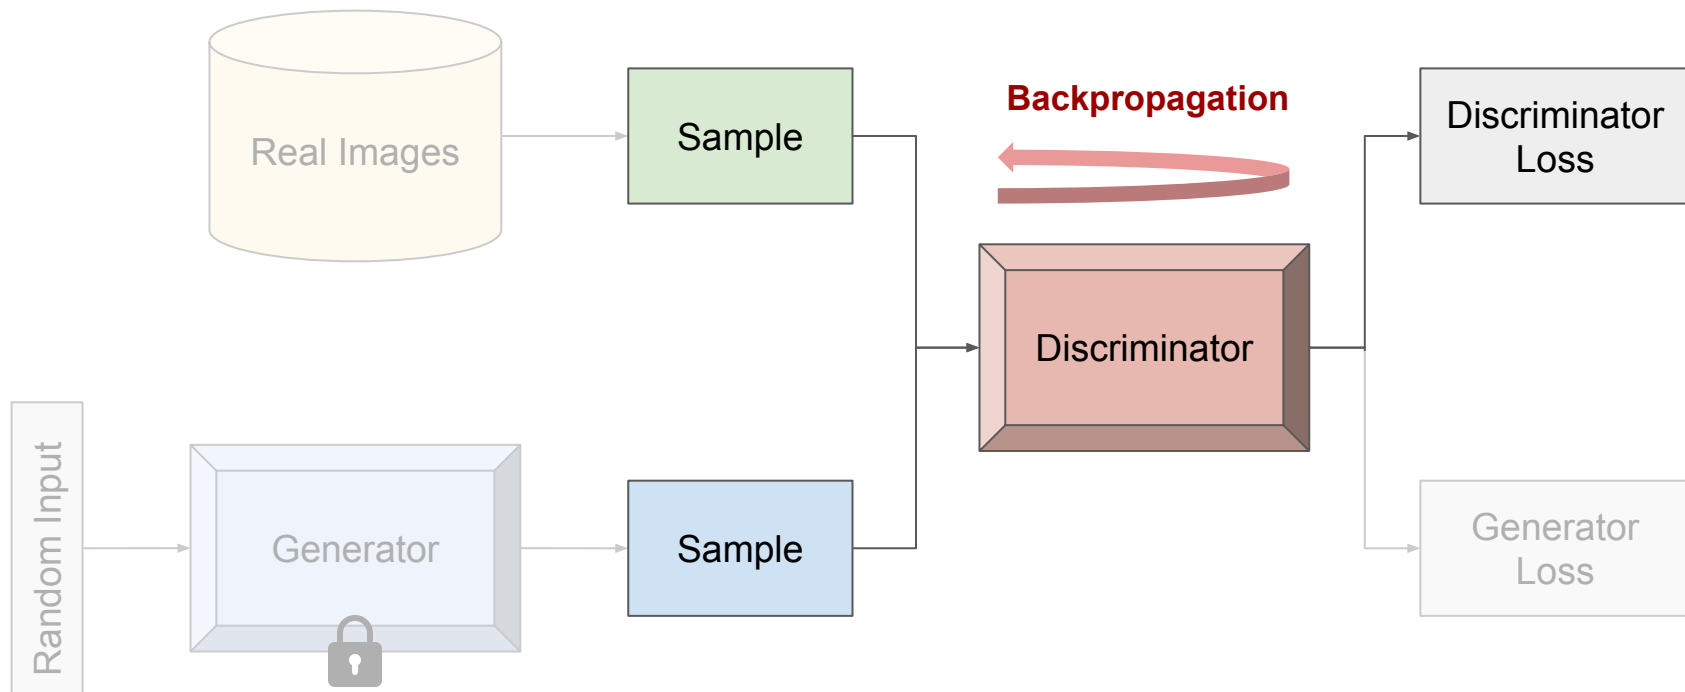 Real Images
Sample
Backpropagation
Discriminator
Loss
Discriminator
Random Input
Generator
Sample
Generator
Loss